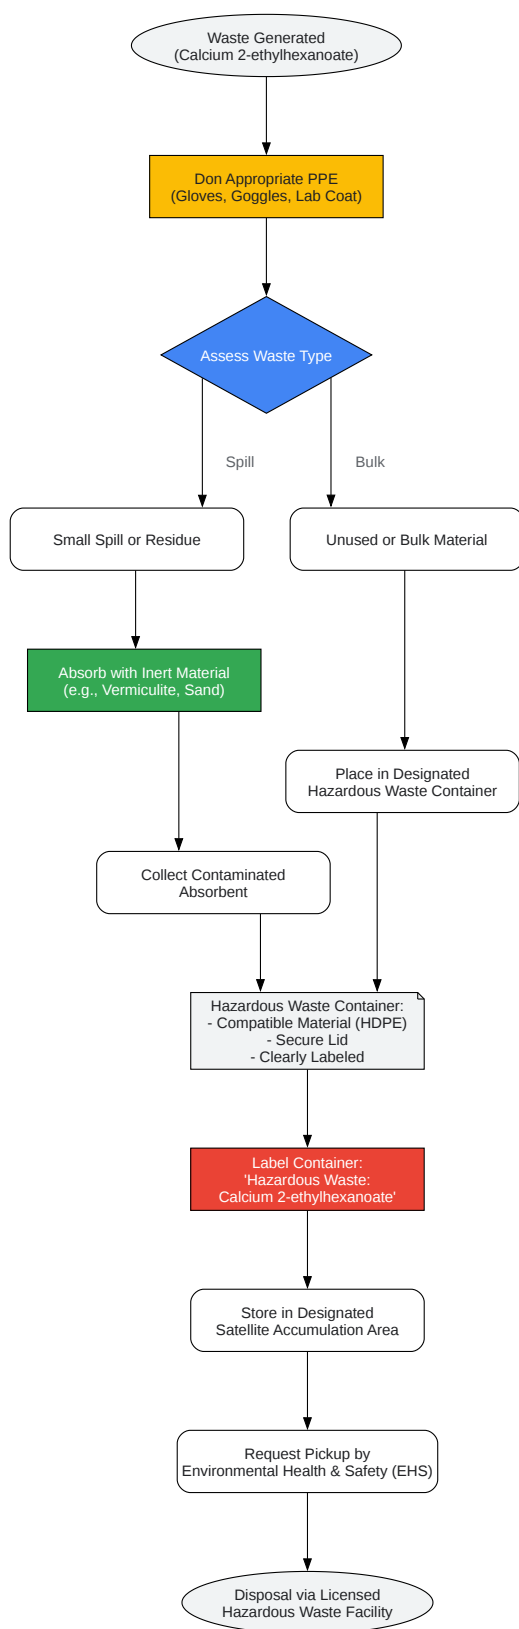 Waste Generated
(Calcium 2-ethylhexanoate)
Don Appropriate PPE
(Gloves, Goggles, Lab Coat)
Assess Waste Type
Spill
Bulk
Small Spill or Residue
Unused or Bulk Material
Absorb with Inert Material
(e.g., Vermiculite, Sand)
Place in Designated
Hazardous Waste Container
Collect Contaminated
Absorbent
Hazardous Waste Container:
- Compatible Material (HDPE)
- Secure Lid
- Clearly Labeled
Label Container:
'Hazardous Waste:
Calcium 2-ethylhexanoate'
Store in Designated
Satellite Accumulation Area
Request Pickup by
Environmental Health & Safety (EHS)
Disposal via Licensed
Hazardous Waste Facility